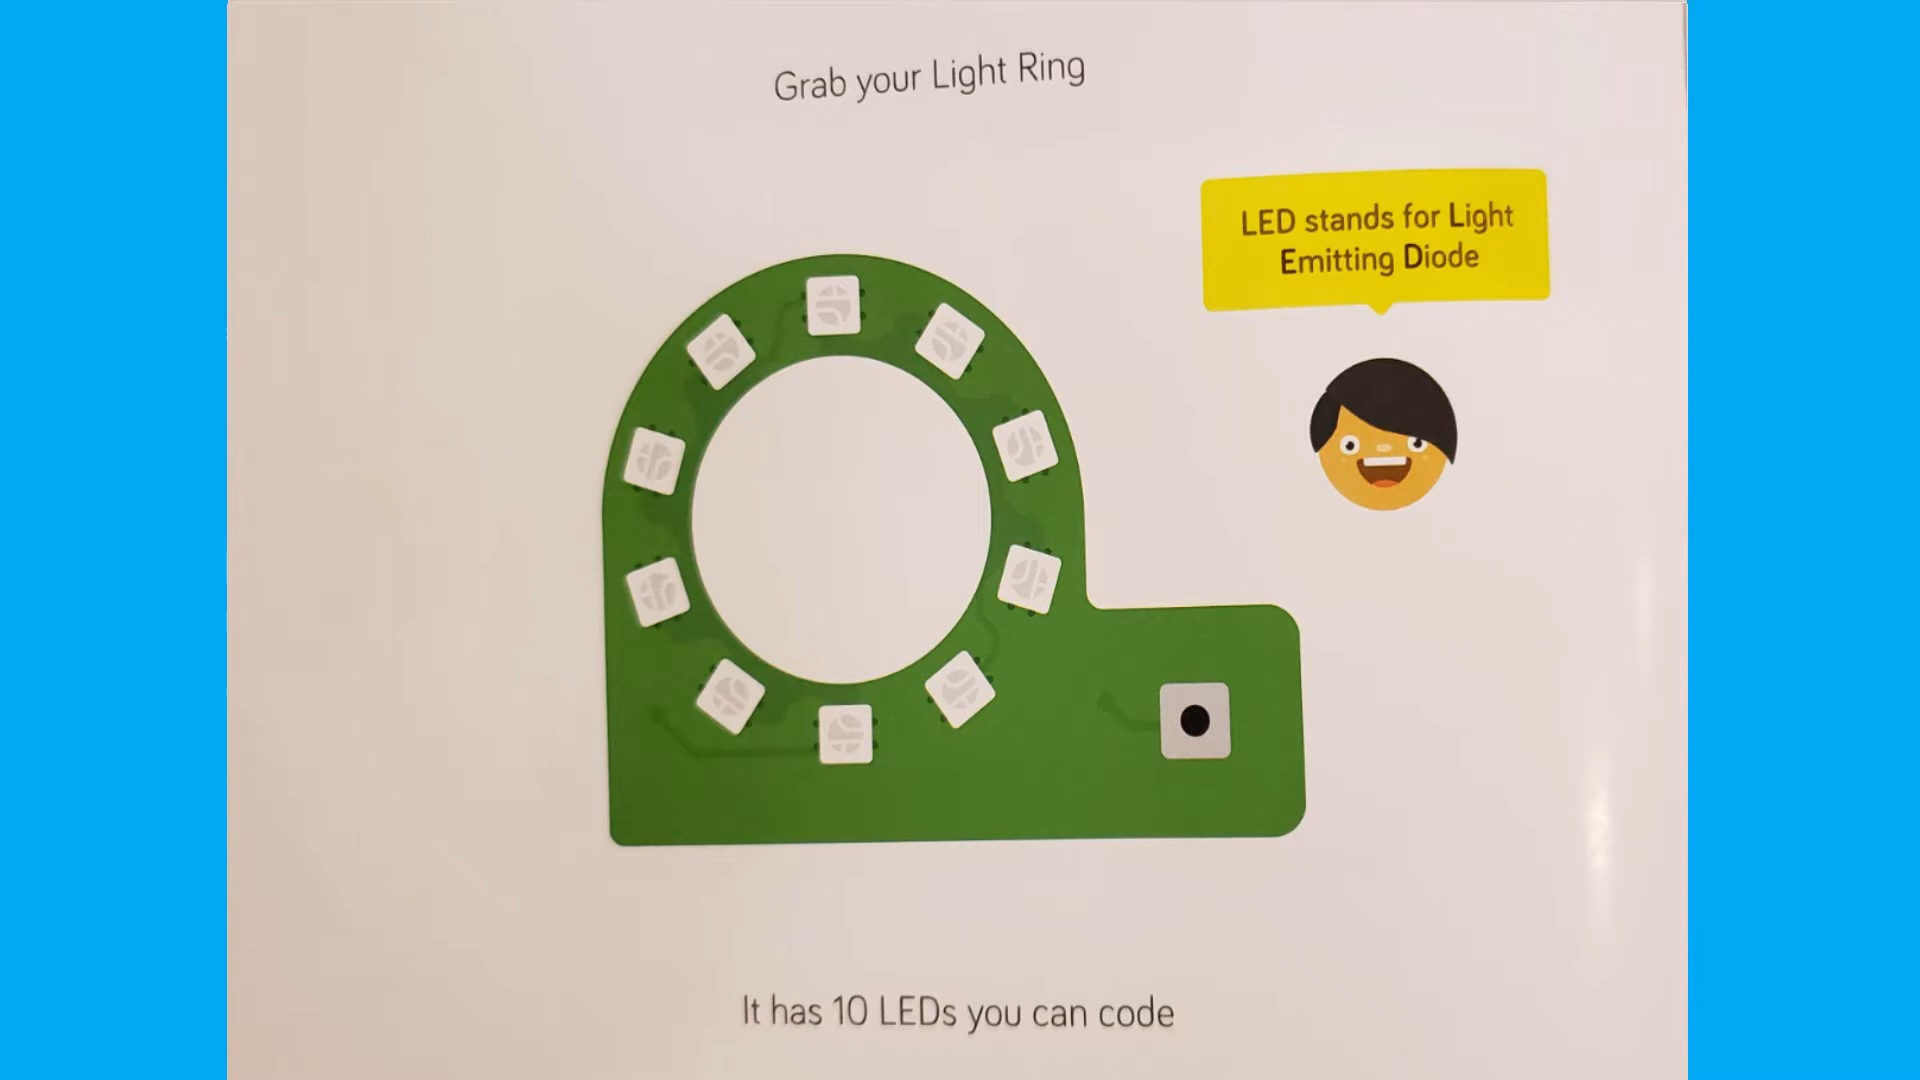 Grab your Light Ring
LED stands for Light
Emitting Diode
It has 10 LEDs you can code